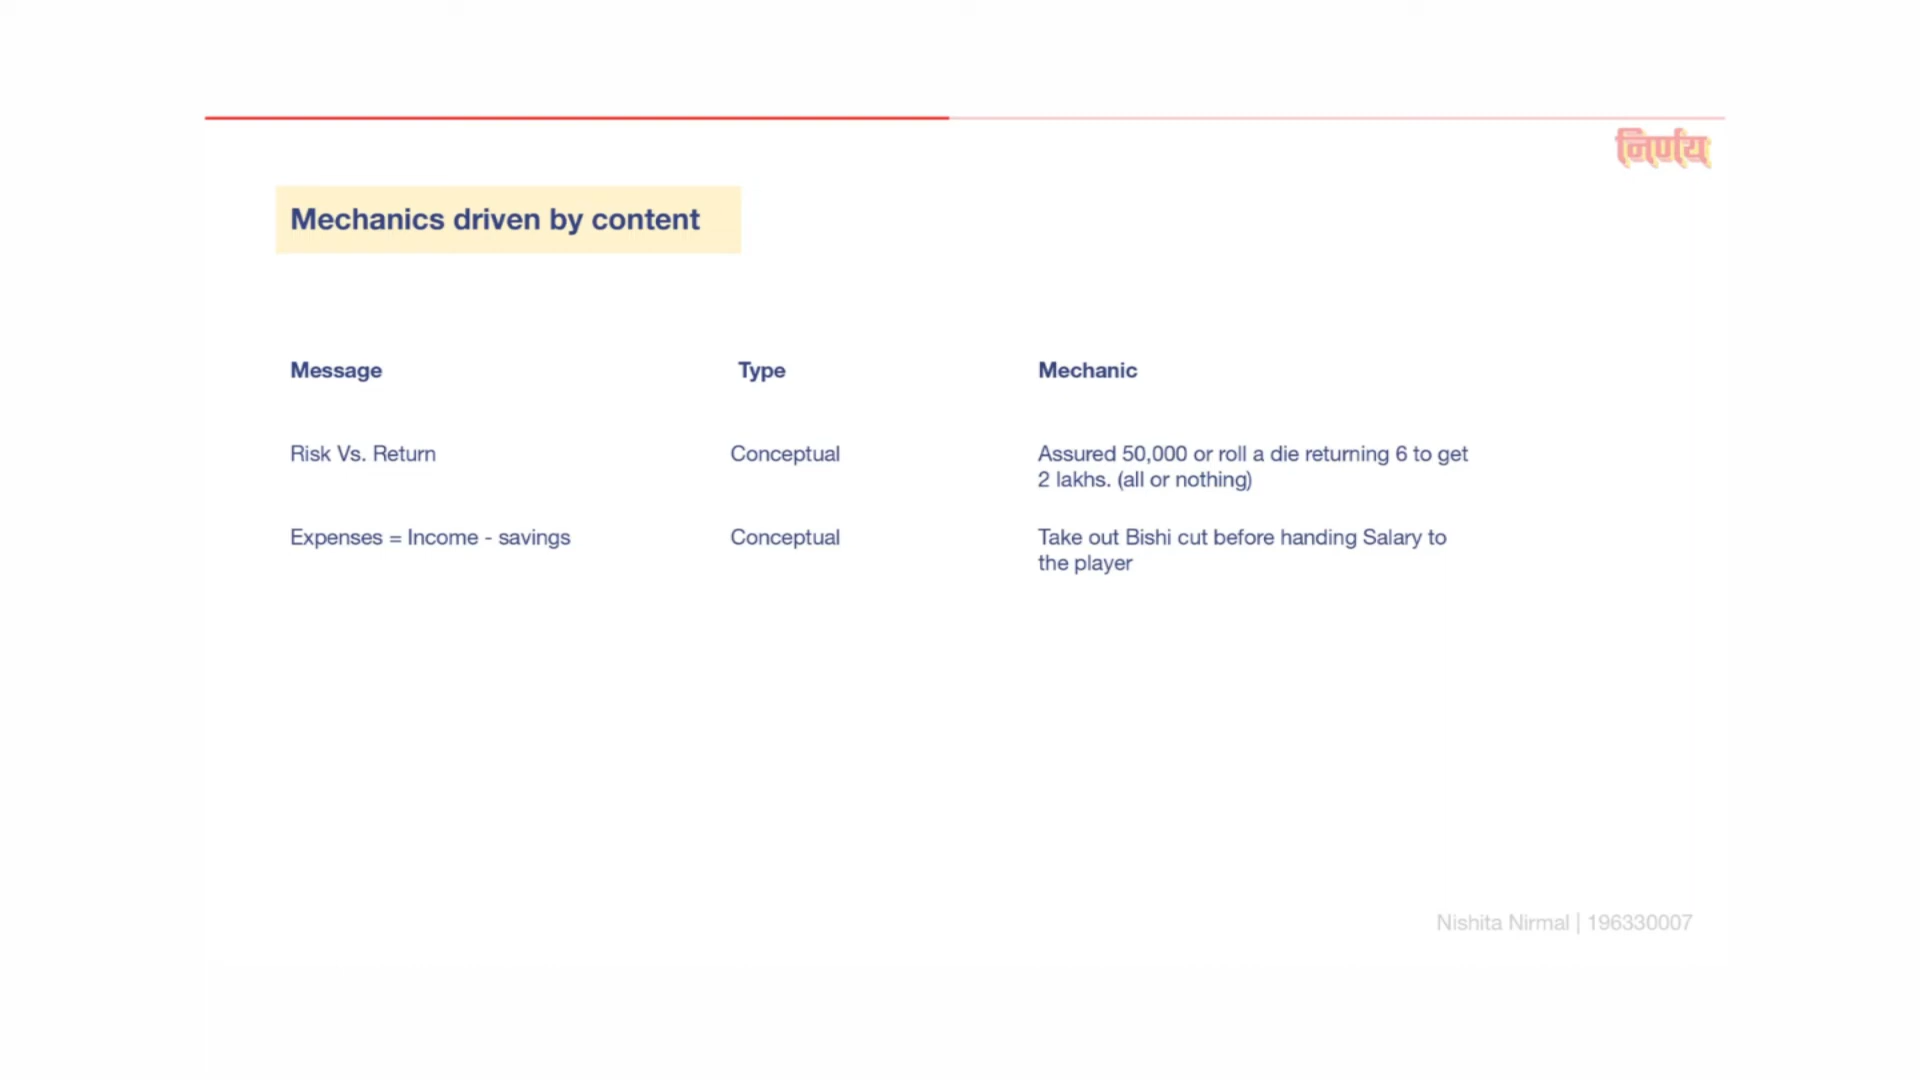 निर्णय
Mechanics driven by content
Message Type Mechanic
Risk Vs. Return Conceptual Assured 50,000 or roll a die returning 6 to get
2 lakhs. (all or nothing)
Expenses = Income - savings Conceptual Take out Bishi cut before handing Salary to
the player
Nishita Nirmal | 196330007